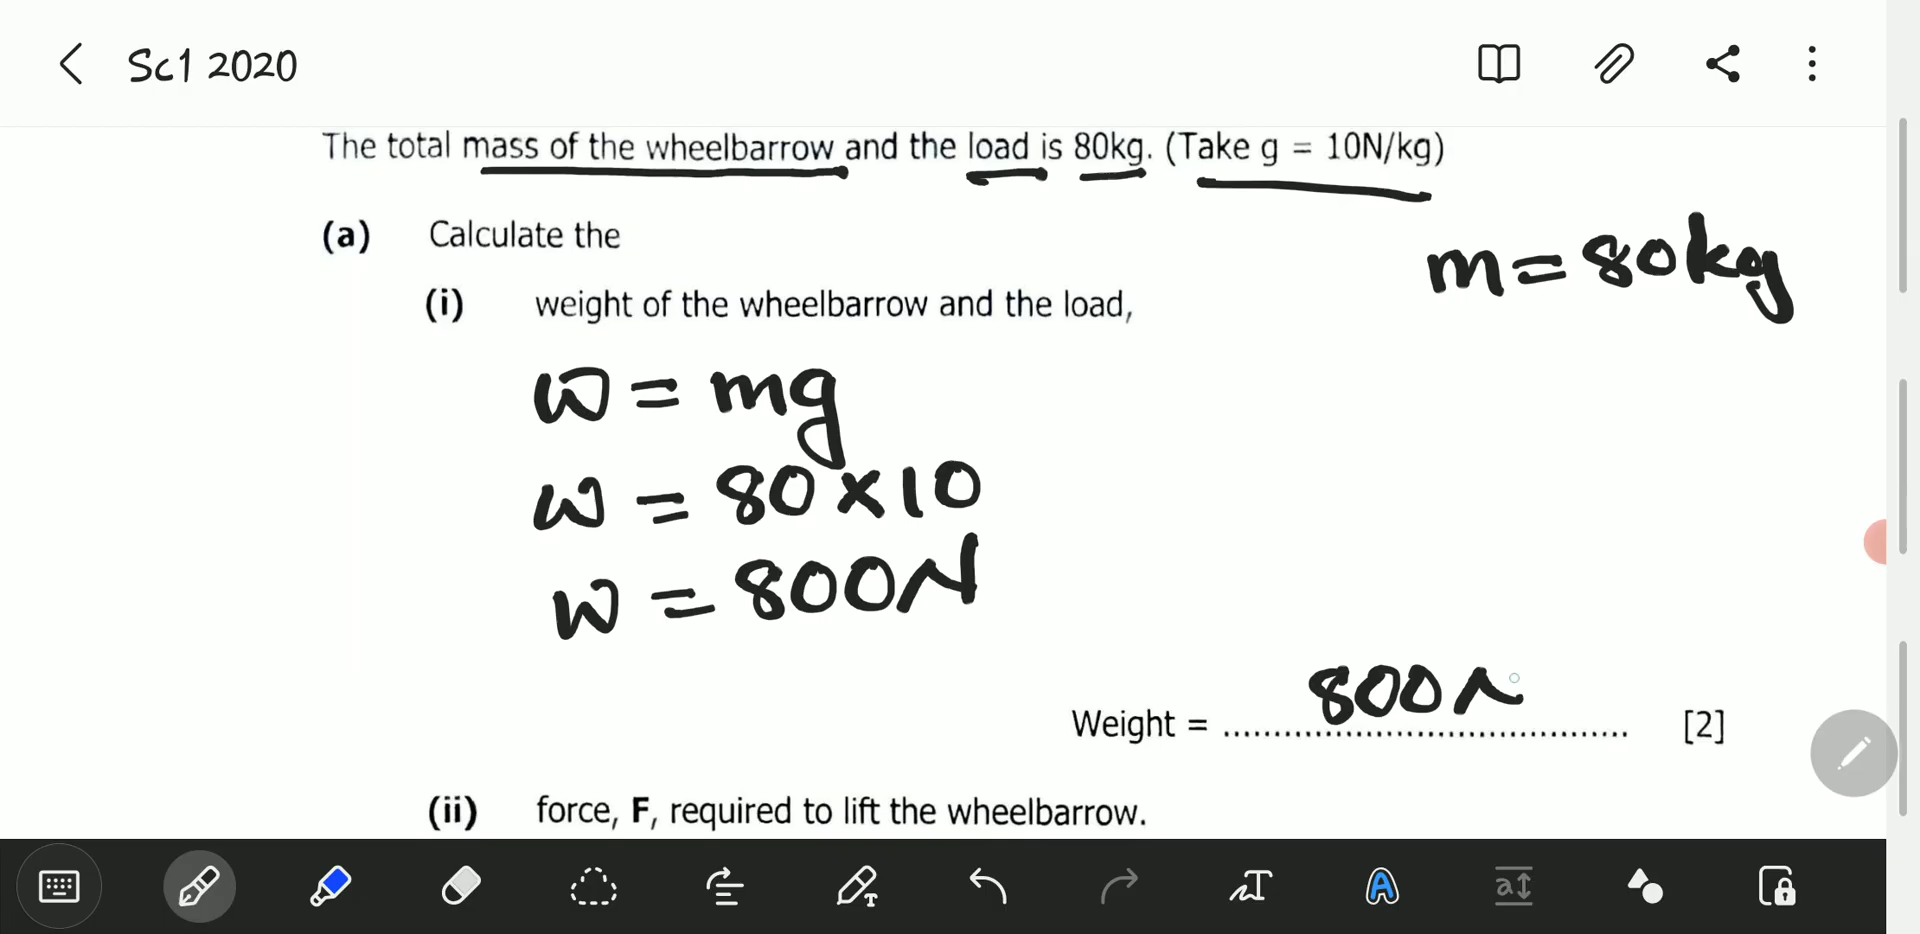 Sc1 2020
The total mass of the wheelbarrow and the load is 80kg. (Take g = 10N/kg)
(a) Calculate the
m=80kg
(i) weight of the wheelbarrow and the load,
w = mg
w = 80×10
w = 800N
800N
Weight = ........................................ [2]
(ii) force, F, required to lift the wheelbarrow.
T
T
A
a